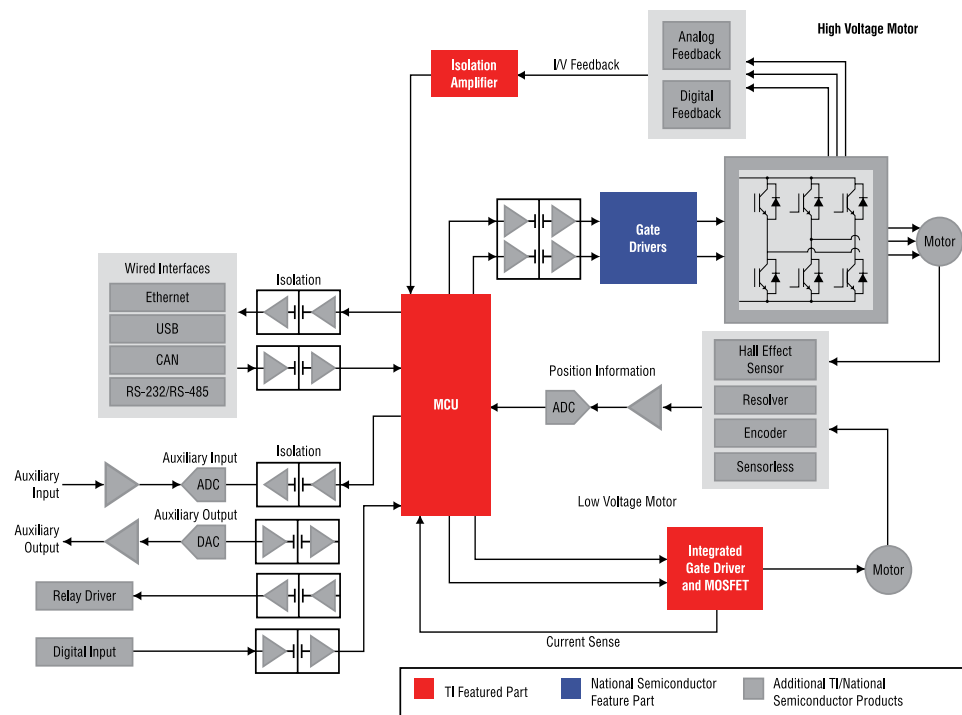 High Voltage Motor
Analog
Feedback
Digital
Feedback
I/V Feedback
Isolation
Amplifier
Gate
Drivers
Motor
Wired Interfaces
Ethernet
USB
CAN
RS-232/RS-485
Isolation
MCU
Position Information
ADC
Hall Effect
Sensor
Resolver
Encoder
Sensorless
Auxiliary
Input
Auxiliary Input
ADC
Isolation
Auxiliary
Output
Auxiliary Output
DAC
Relay Driver
Digital Input
Low Voltage Motor
Integrated
Gate Driver
and MOSFET
Motor
Current Sense
TI Featured Part
National Semiconductor
Feature Part
Additional TI/National
Semiconductor Products